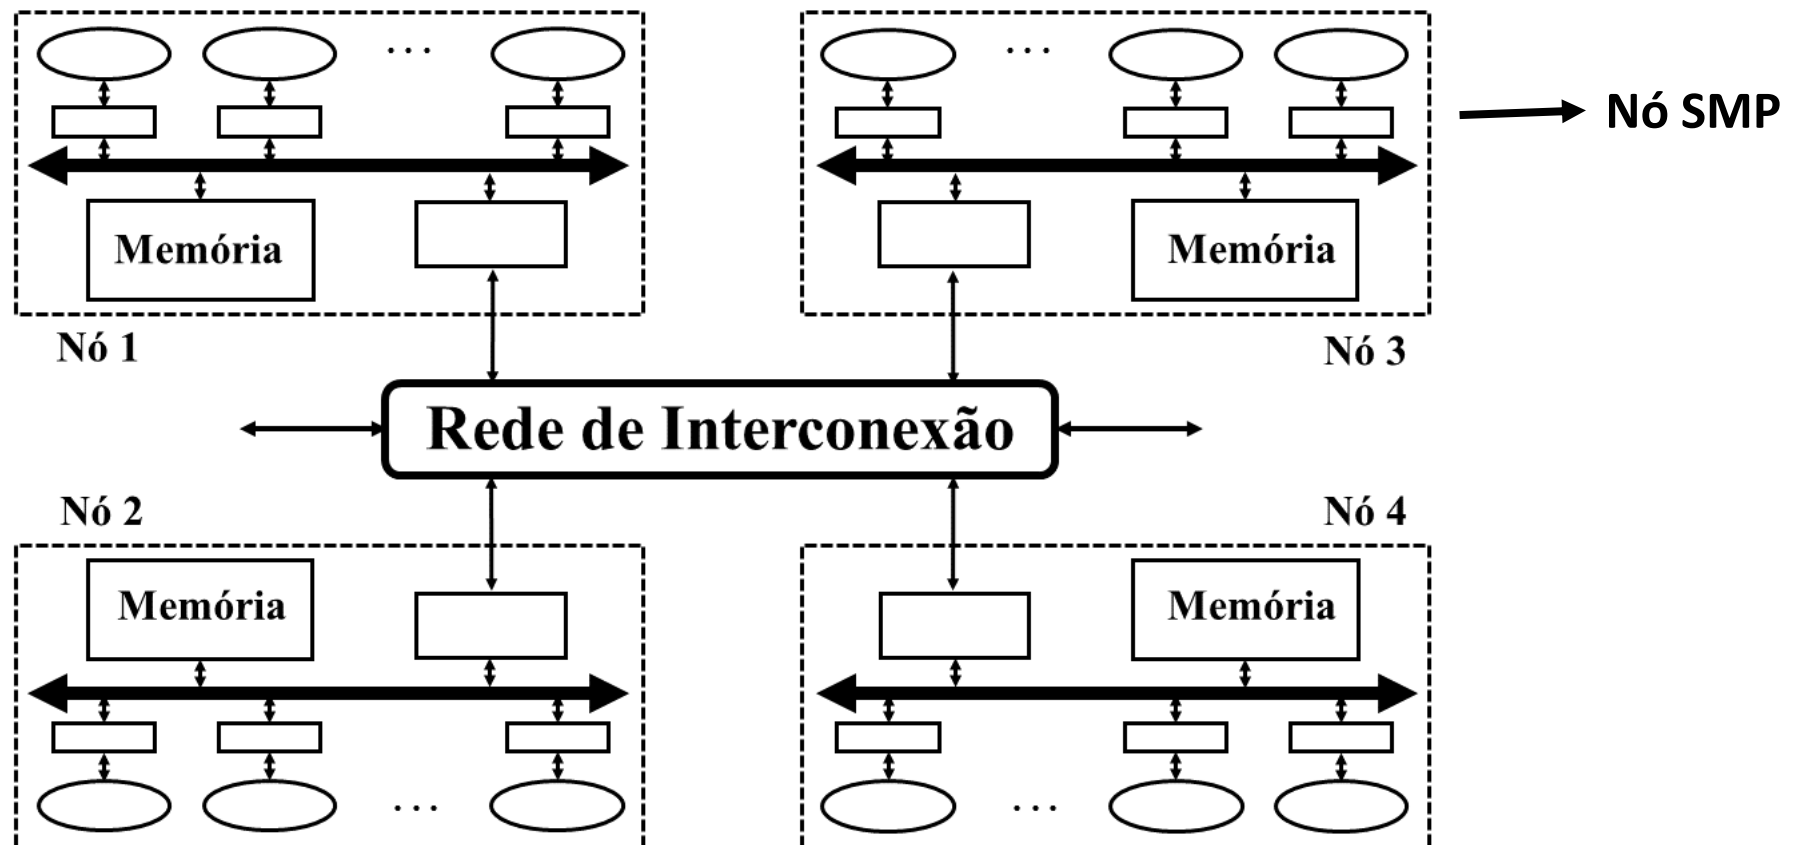 . . .
. . .
Nó SMP
Memória
Memória
Nó 1
Nó 3
Rede de Interconexão
Nó 2
Nó 4
Memória
Memória
. . .
. . .